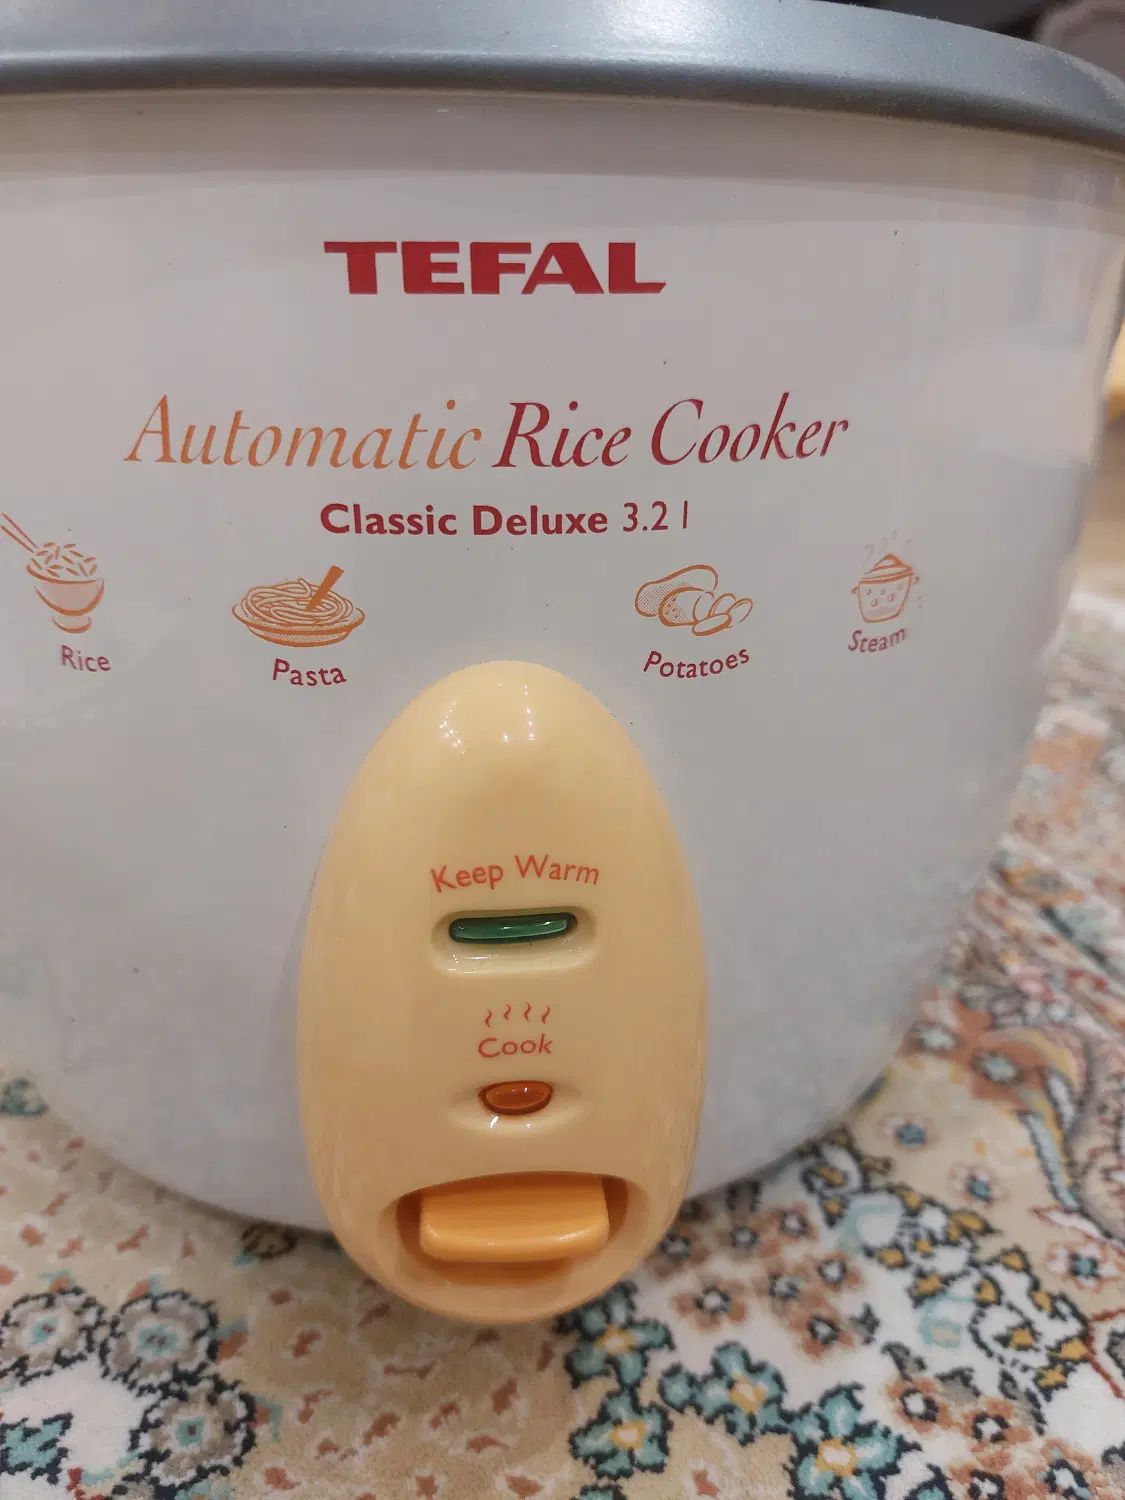 TEFAL
Automatic Rice Cooker
Classic Deluxe 3.2 l
Rice
Pasta
Potatoes
Steam
Keep Warm
Cook